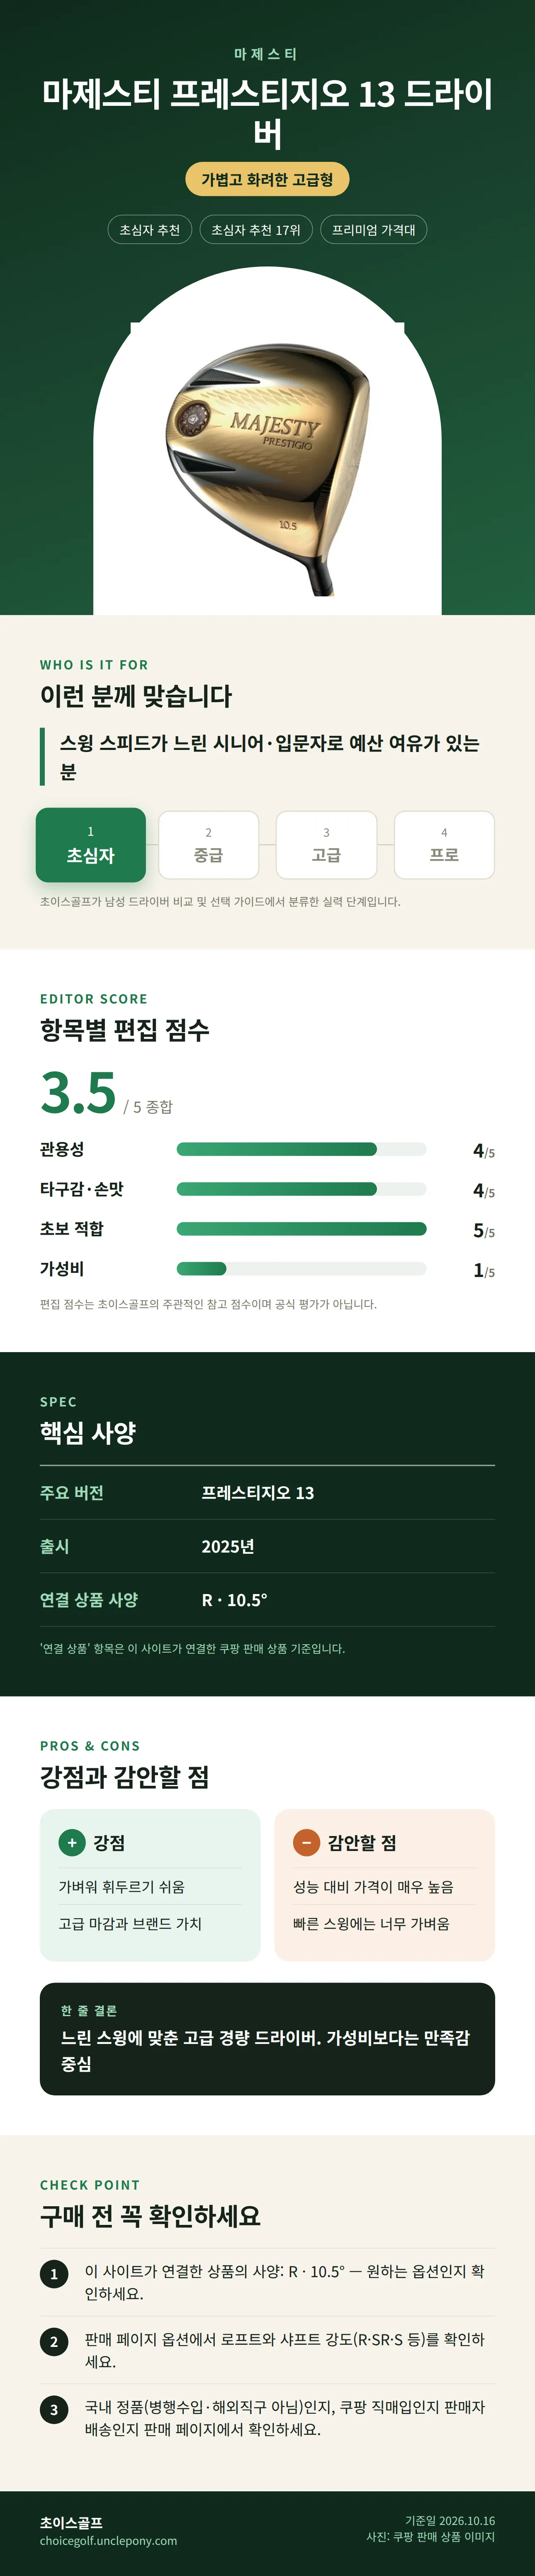 마제스티
마제스티 프레스티지오 13 드라이
버
가볍고 화려한 고급형
초심자 추천
초심자 추천 17위
프리미엄 가격대
MAJESTY
PRESTIGIO
10.5
WHO IS IT FOR
이런 분께 맞습니다
스윙 스피드가 느린 시니어·입문자로 예산 여유가 있는
분
1
초심자
2
중급
3
고급
4
프로
초이스골프가 남성 드라이버 비교 및 선택 가이드에서 분류한 실력 단계입니다.
EDITOR SCORE
항목별 편집 점수
3.5 / 5 종합
관용성 4/5
타구감·손맛 4/5
초보 적합 5/5
가성비 1/5
편집 점수는 초이스골프의 주관적인 참고 점수이며 공식 평가가 아닙니다.
SPEC
핵심 사양
주요 버전 프레스티지오 13
출시 2025년
연결 상품 사양 R · 10.5°
'연결 상품' 항목은 이 사이트가 연결한 쿠팡 판매 상품 기준입니다.
PROS & CONS
강점과 감안할 점
+ 강점
가벼워 휘두르기 쉬움
고급 마감과 브랜드 가치
− 감안할 점
성능 대비 가격이 매우 높음
빠른 스윙에는 너무 가벼움
한 줄 결론
느린 스윙에 맞춘 고급 경량 드라이버. 가성비보다는 만족감
중심
CHECK POINT
구매 전 꼭 확인하세요
1 이 사이트가 연결한 상품의 사양: R · 10.5° — 원하는 옵션인지 확
인하세요.
2 판매 페이지 옵션에서 로프트와 샤프트 강도(R·SR·S 등)를 확인하
세요.
3 국내 정품(병행수입·해외직구 아님)인지, 쿠팡 직매입인지 판매자
배송인지 판매 페이지에서 확인하세요.
초이스골프
choicegolf.unclepony.com
기준일 2026.10.16
사진: 쿠팡 판매 상품 이미지